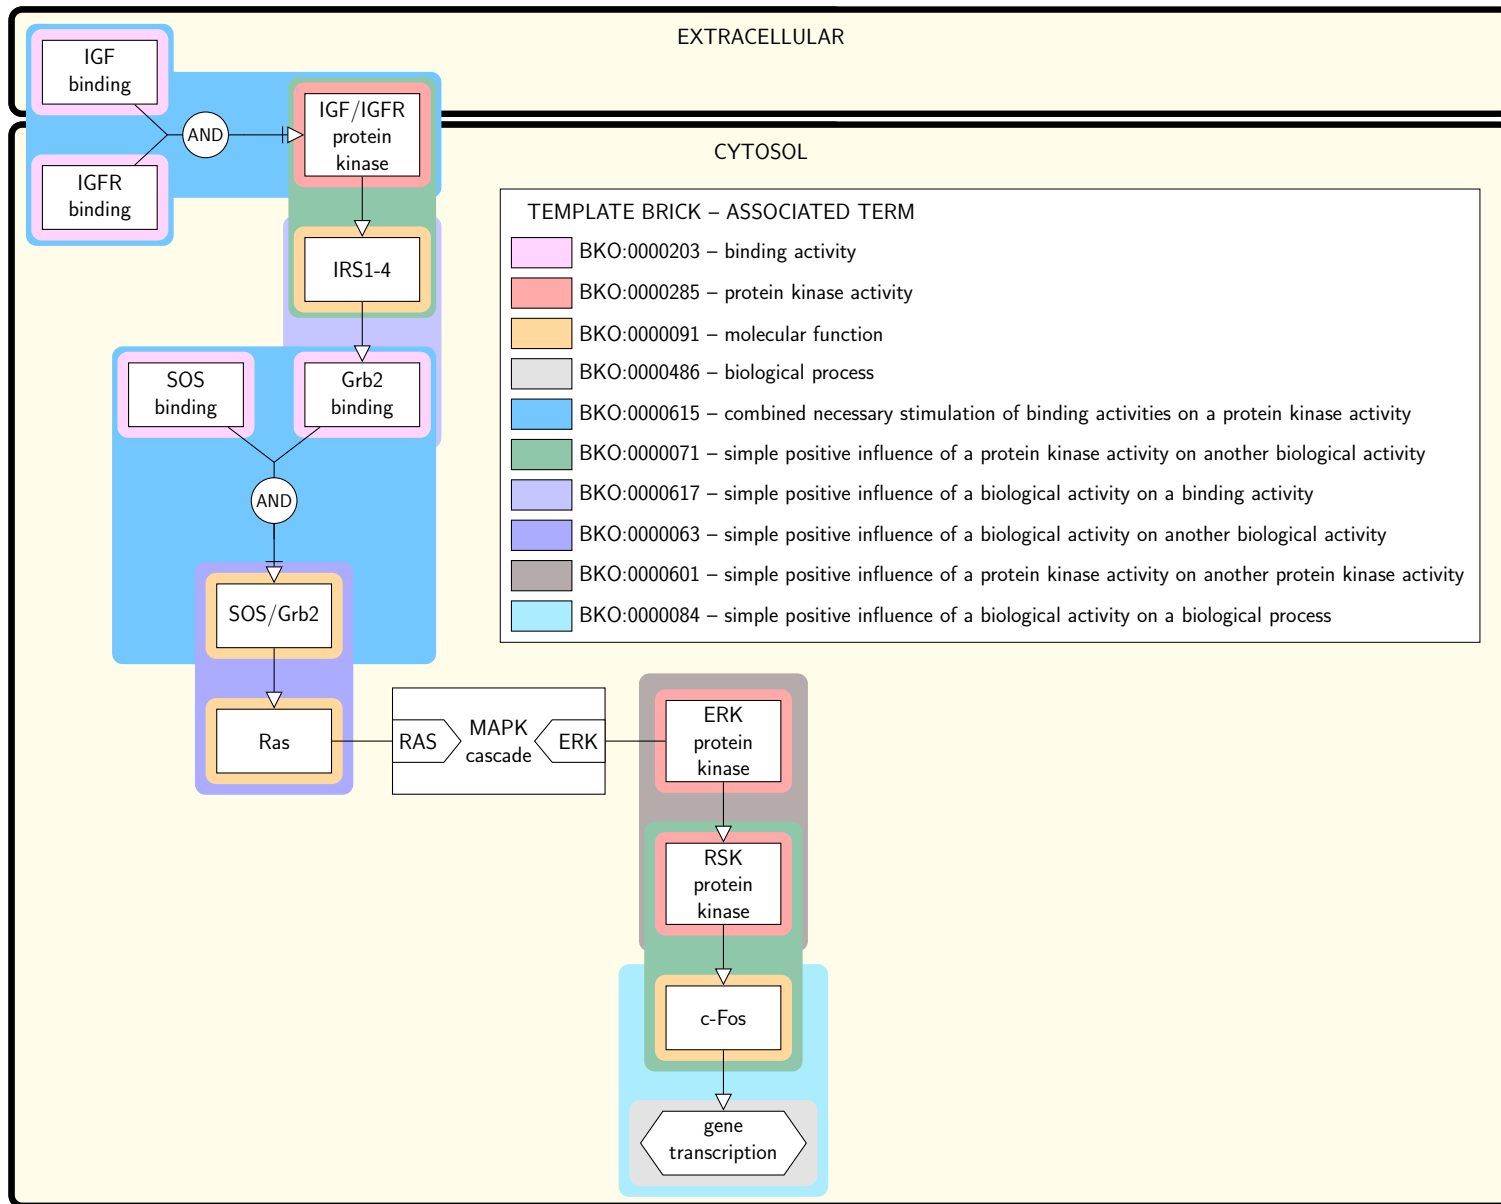 EXTRACELLULAR
IGF
binding
IGF/IGFR
protein
kinase
AND
CYTOSOL
IGFR
binding
TEMPLATE BRICK – ASSOCIATED TERM
BKO:0000203 – binding activity
BKO:0000285 – protein kinase activity
BKO:0000091 – molecular function
BKO:0000486 – biological process
BKO:0000615 – combined necessary stimulation of binding activities on a protein kinase activity
BKO:0000071 – simple positive influence of a protein kinase activity on another biological activity
BKO:0000617 – simple positive influence of a biological activity on a binding activity
BKO:0000063 – simple positive influence of a biological activity on another biological activity
BKO:0000601 – simple positive influence of a protein kinase activity on another protein kinase activity
BKO:0000084 – simple positive influence of a biological activity on a biological process
IRS1-4
SOS
binding
Grb2
binding
AND
SOS/Grb2
Ras
RAS
MAPK
cascade
ERK
ERK
protein
kinase
RSK
protein
kinase
c-Fos
gene
transcription